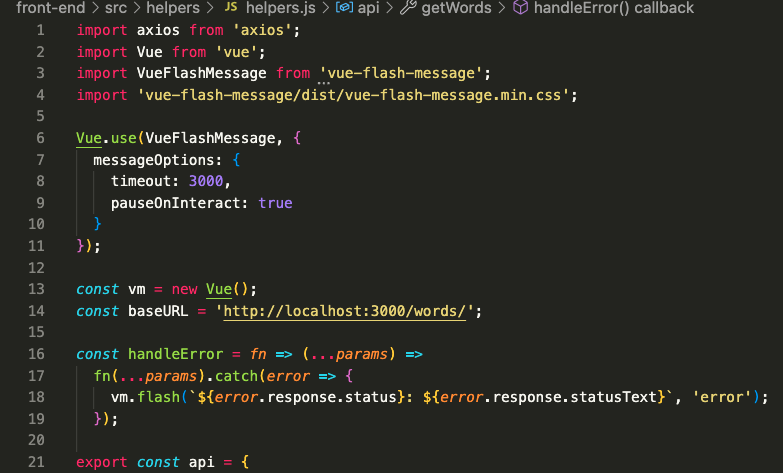 front-end > src > helpers > JS helpers.js > api > getWords > handleError() callback
1 import axios from 'axios';
2 import Vue from 'vue';
3 import VueFlashMessage from 'vue-flash-message';
4 import 'vue-flash-message/dist/vue-flash-message.min.css';
5
6 Vue.use(VueFlashMessage, {
7   messageOptions: {
8     timeout: 3000,
9     pauseOnInteract: true
10   }
11 });
12
13 const vm = new Vue();
14 const baseURL = 'http://localhost:3000/words/';
15
16 const handleError = fn => (...params) =>
17   fn(...params).catch(error => {
18     vm.flash(`${error.response.status}: ${error.response.statusText}`, 'error');
19   });
20
21 export const api = {